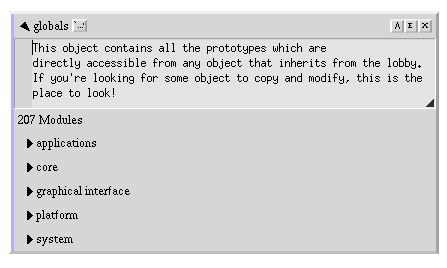 globals
A E X
This object contains all the prototypes which are
directly accessible from any object that inherits from the lobby.
If you're looking for some object to copy and modify, this is the
place to look!
207 Modules
applications
core
graphical interface
platform
system